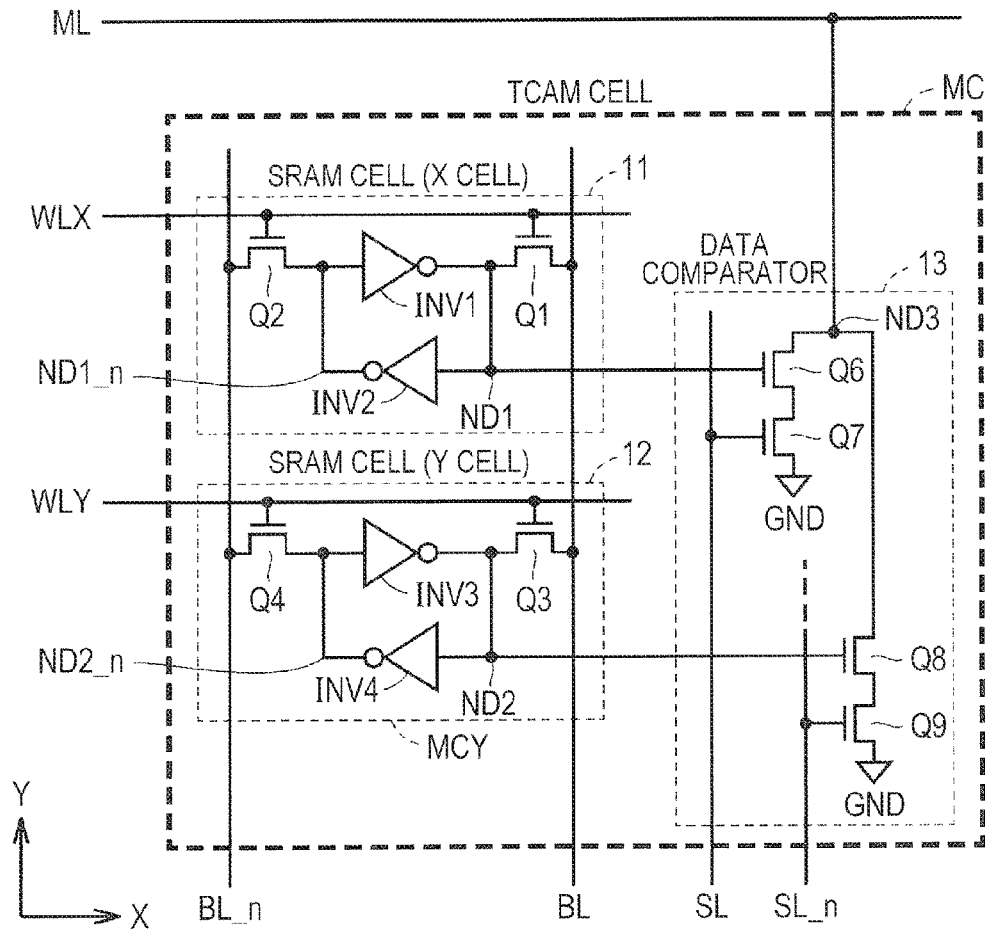 ML
TCAM CELL
MC
SRAM CELL (X CELL)
11
WLX
DATA
COMPARATOR
13
Q2
INV1
Q1
ND3
ND1_n
INV2
ND1
Q6
Q7
SRAM CELL (Y CELL)
12
WLY
GND
Q4
INV3
Q3
ND2_n
INV4
ND2
Q8
MCY
Q9
GND
Y
X
BL_n
BL
SL
SL_n